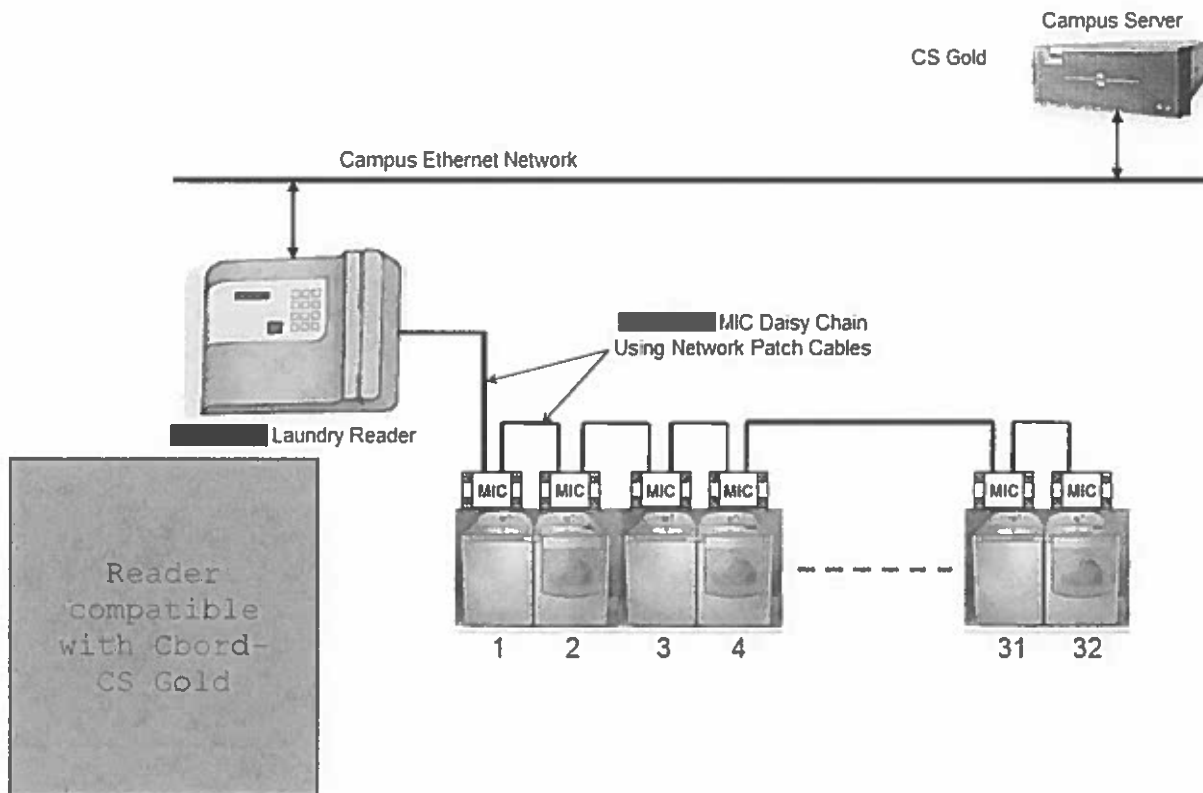 Campus Server
CS Gold
Campus Ethernet Network
MIC Daisy Chain
Using Network Patch Cables
Laundry Reader
MIC MIC MIC MIC MIC MIC
1 2 3 4 31 32
Reader
compatible
with Cbord-
CS Gold